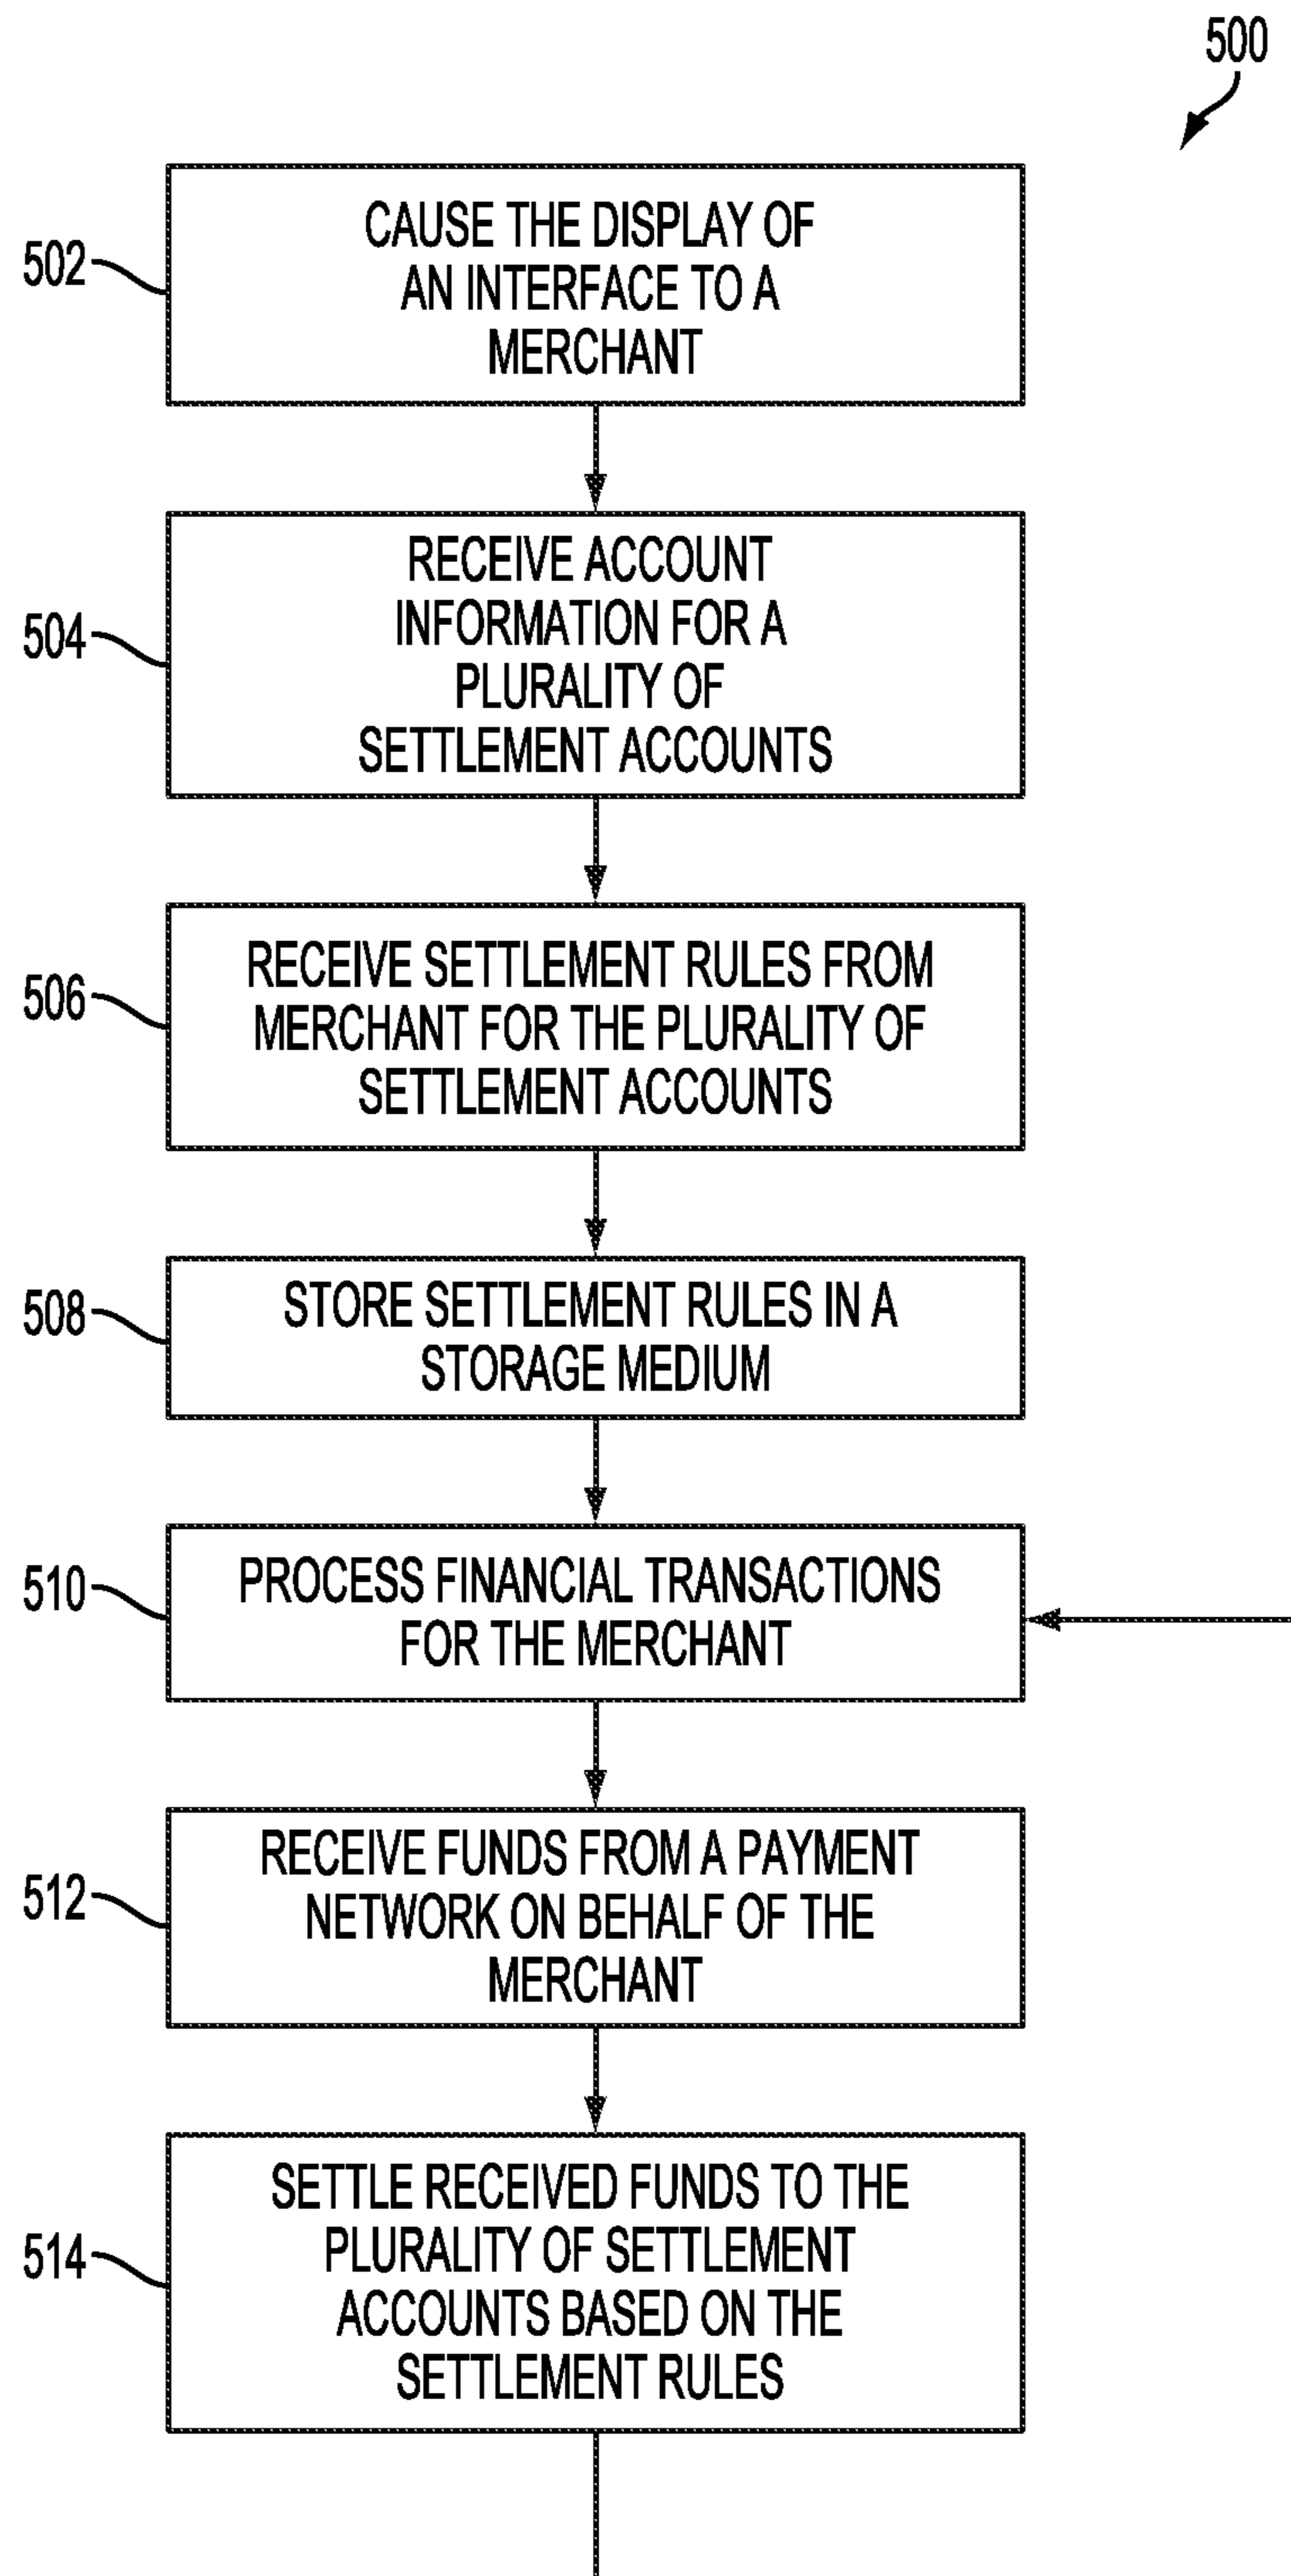 500
502
CAUSE THE DISPLAY OF
AN INTERFACE TO A
MERCHANT
504
RECEIVE ACCOUNT
INFORMATION FOR A
PLURALITY OF
SETTLEMENT ACCOUNTS
506
RECEIVE SETTLEMENT RULES FROM
MERCHANT FOR THE PLURALITY OF
SETTLEMENT ACCOUNTS
508
STORE SETTLEMENT RULES IN A
STORAGE MEDIUM
510
PROCESS FINANCIAL TRANSACTIONS
FOR THE MERCHANT
512
RECEIVE FUNDS FROM A PAYMENT
NETWORK ON BEHALF OF THE
MERCHANT
514
SETTLE RECEIVED FUNDS TO THE
PLURALITY OF SETTLEMENT
ACCOUNTS BASED ON THE
SETTLEMENT RULES